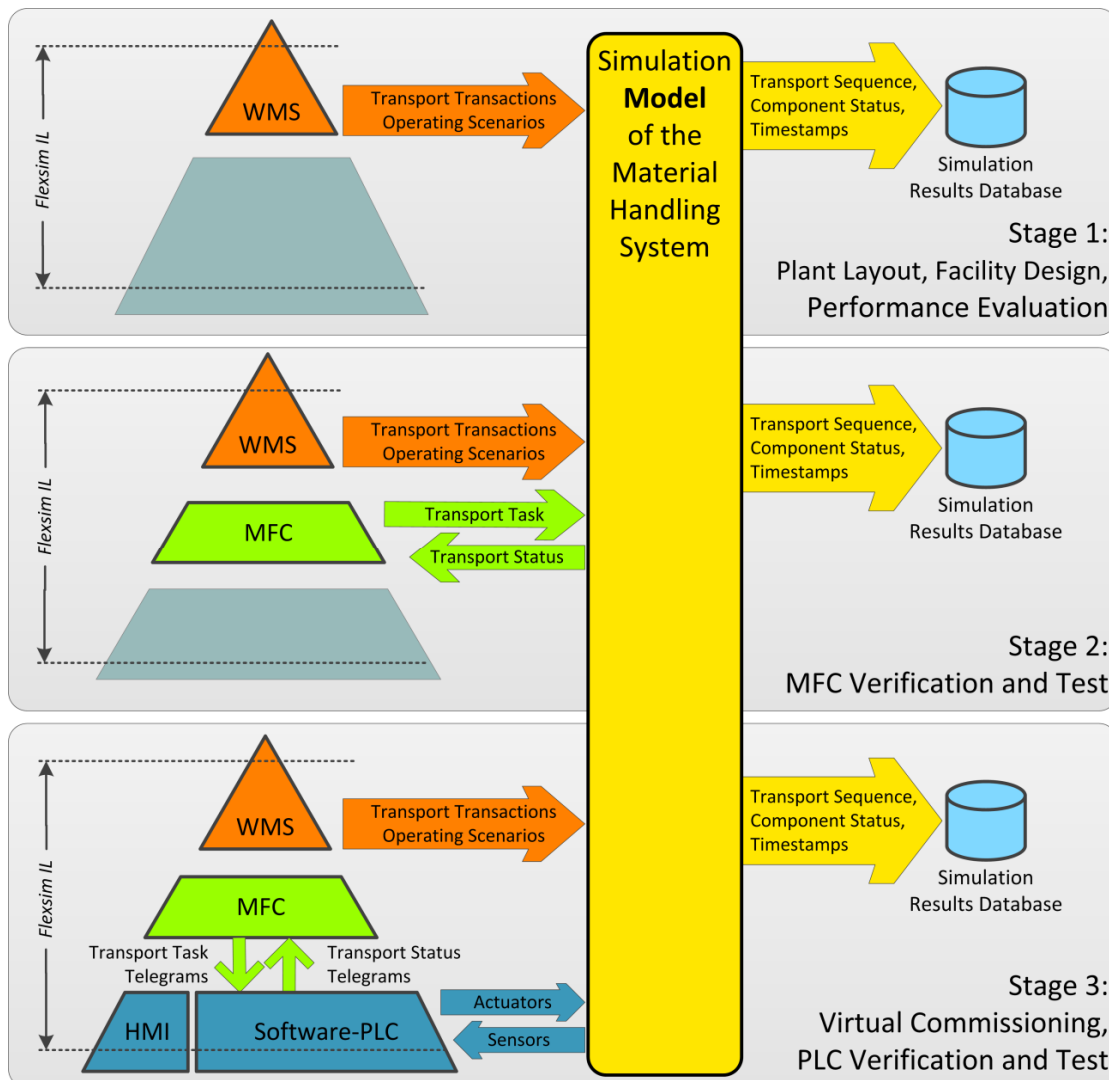 Flexsim IL
WMS
Transport Transactions
Operating Scenarios
Simulation
Model
of the
Material
Handling
System
Transport Sequence,
Component Status,
Timestamps
Simulation
Results Database
Stage 1:
Plant Layout, Facility Design,
Performance Evaluation
Flexsim IL
WMS
Transport Transactions
Operating Scenarios
MFC
Transport Task
Transport Status
Transport Sequence,
Component Status,
Timestamps
Simulation
Results Database
Stage 2:
MFC Verification and Test
Flexsim IL
WMS
Transport Transactions
Operating Scenarios
MFC
Transport Task
Telegrams
Transport Status
Telegrams
HMI
Software-PLC
Actuators
Sensors
Transport Sequence,
Component Status,
Timestamps
Simulation
Results Database
Stage 3:
Virtual Commissioning,
PLC Verification and Test